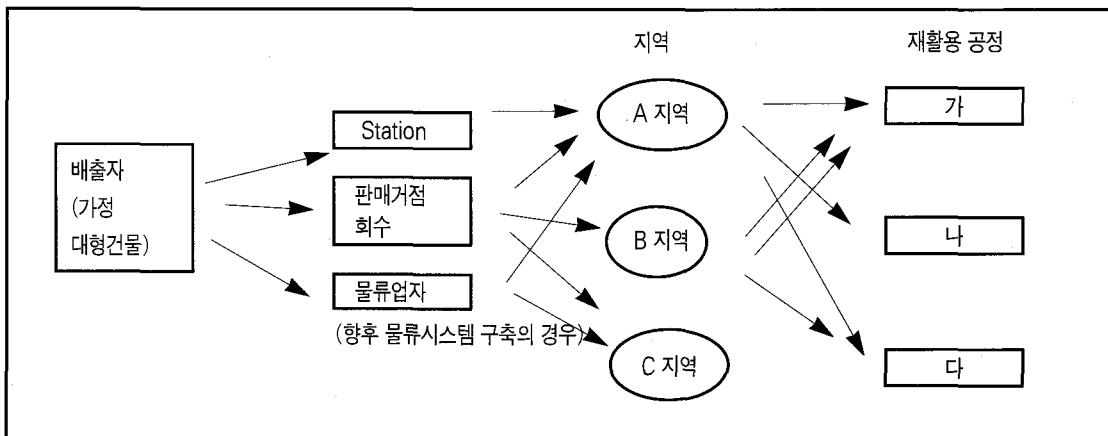 지역
재활용 공정
배출자
(가정
대형건물)
Station
판매거점
회수
물류업자
(향후 물류시스템 구축의 경우)
A 지역
B 지역
C 지역
가
나
다